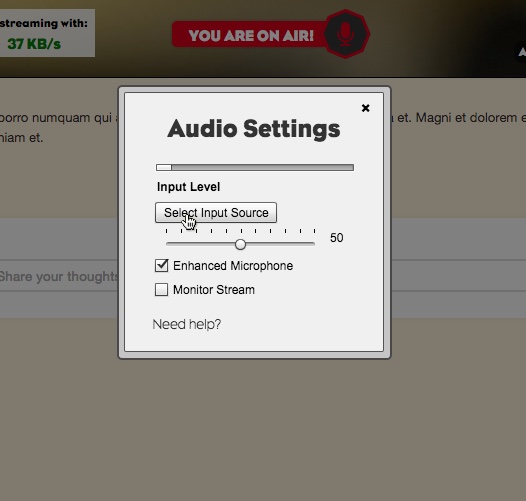 streaming with:
37 KB/s
YOU ARE ON AIR!
porro numquam qui
et. Magni et dolorem
niam et.
Audio Settings
Input Level
Select Input Source
50
Enhanced Microphone
Monitor Stream
Share your thoughts
Need help?